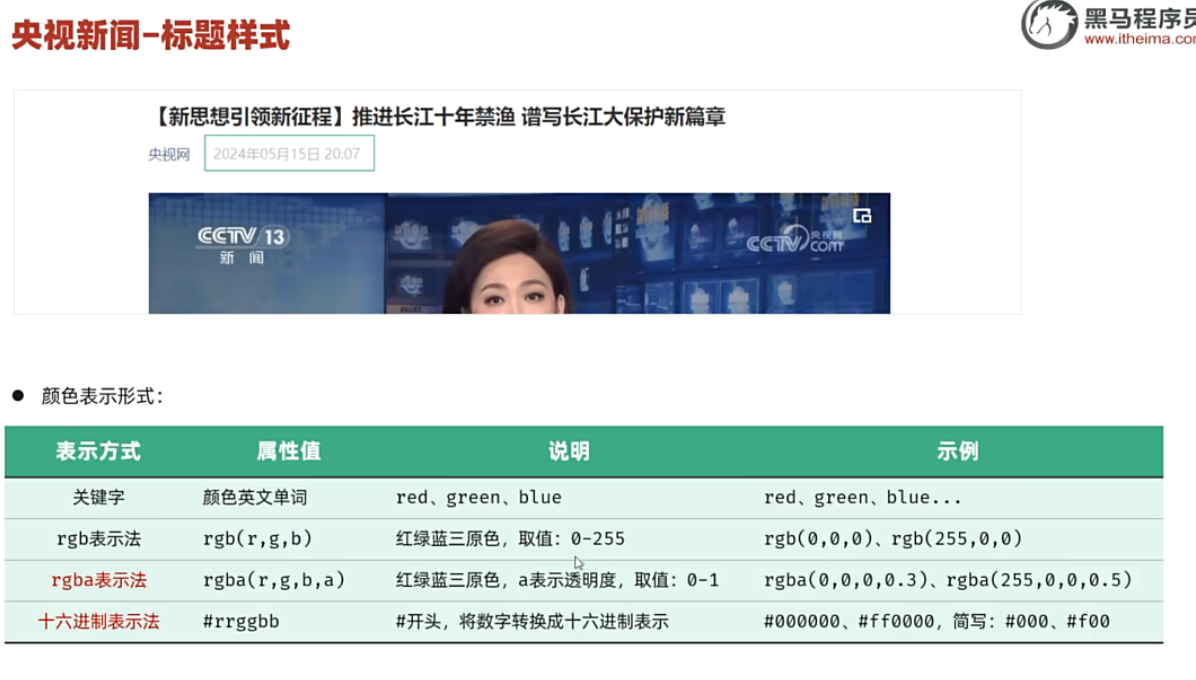 央视新闻-标题样式
黑马程序员
www.itheima.com
【新思想引领新征程】推进长江十年禁渔 谱写长江大保护新篇章
央视网 2024年05月15日 20:07
CCTV 13
新闻
央视网
CCTV com
● 颜色表示形式：
表示方式 属性值 说明 示例
关键字 颜色英文单词 red、green、blue red、green、blue...
rgb表示法 rgb(r,g,b) 红绿蓝三原色，取值：0-255 rgb(0,0,0)、rgb(255,0,0)
rgba表示法 rgba(r,g,b,a) 红绿蓝三原色，a表示透明度，取值：0-1 rgba(0,0,0,0.3)、rgba(255,0,0,0.5)
十六进制表示法 #rrggbb #开头，将数字转换成十六进制表示 #000000、#ff0000，简写：#000、#f00